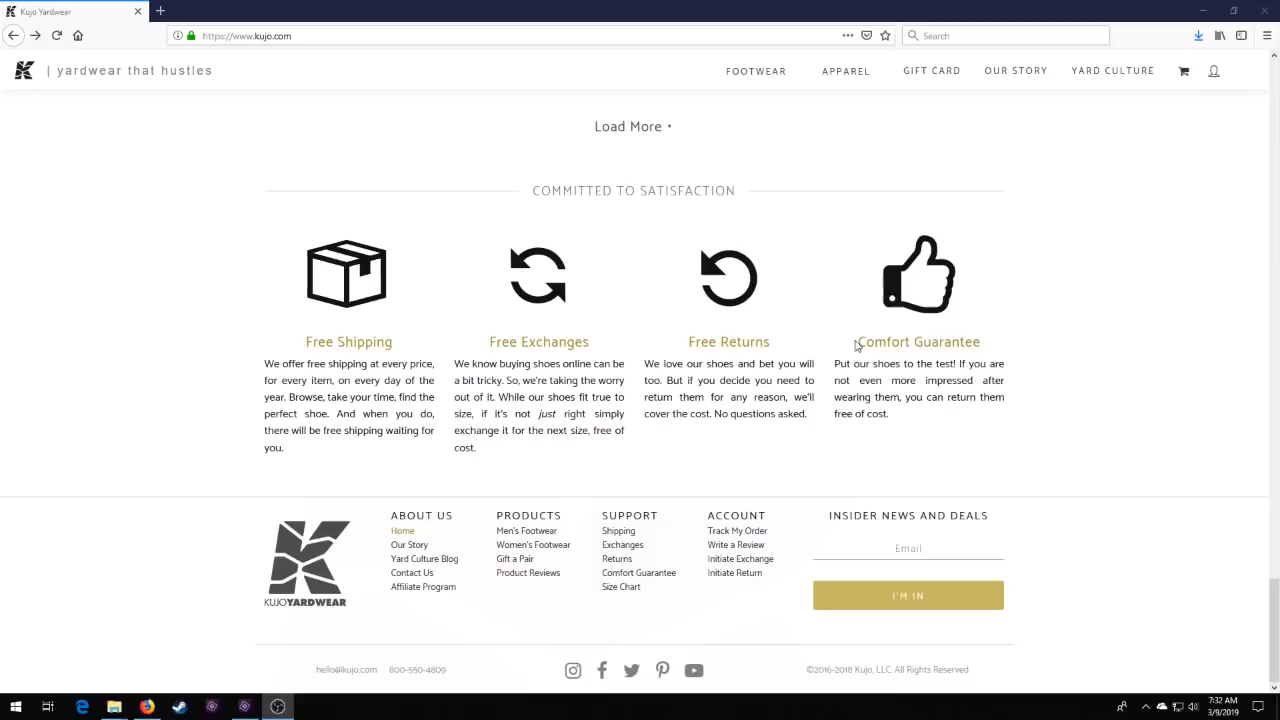 Kujo Yardwear
https://www.kujo.com
Search
| yardwear that hustles
FOOTWEAR
APPAREL
GIFT CARD
OUR STORY
YARD CULTURE
Load More
COMMITTED TO SATISFACTION
Free Shipping
We offer free shipping at every price,
for every item, on every day of the
year. Browse, take your time, find the
perfect shoe. And when you do,
there will be free shipping waiting for
you.
Free Exchanges
We know buying shoes online can be
a bit tricky. So, we're taking the worry
out of it. While our shoes fit true to
size, if it's not just right simply
exchange it for the next size, free of
cost.
Free Returns
We love our shoes and bet you will
too. But if you decide you need to
return them for any reason, we'll
cover the cost. No questions asked.
Comfort Guarantee
Put our shoes to the test! If you are
not even more impressed after
wearing them, you can return them
free of cost.
KUJOYARDWEAR
ABOUT US
Home
Our Story
Yard Culture Blog
Contact Us
Affiliate Program
PRODUCTS
Men's Footwear
Women's Footwear
Gift a Pair
Product Reviews
SUPPORT
Shipping
Exchanges
Returns
Comfort Guarantee
Size Chart
ACCOUNT
Track My Order
Write a Review
Initiate Exchange
Initiate Return
INSIDER NEWS AND DEALS
Email
I'M IN
hello@kujo.com
800-550-4809
©2016-2018 Kujo, LLC. All Rights Reserved
7:32 AM
3/9/2019